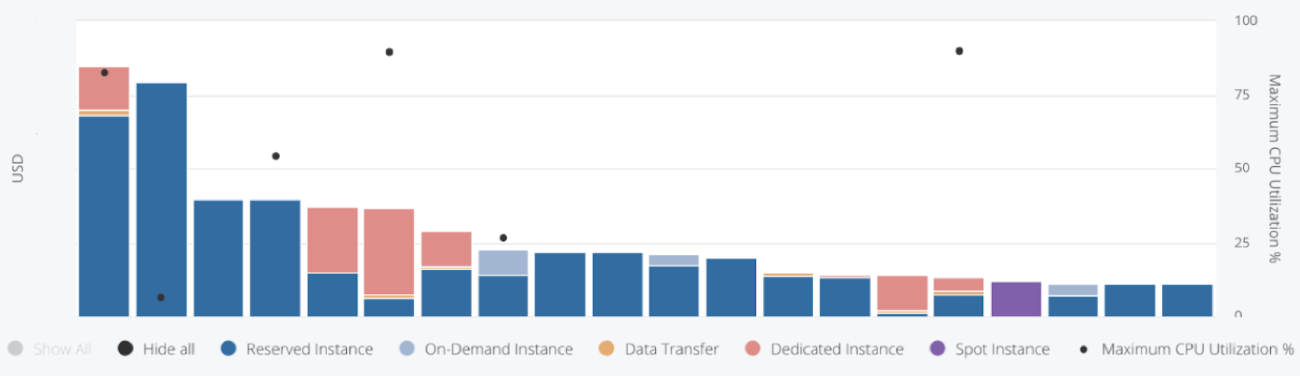 100
75
50
25
0
USD
Maximum CPU Utilization %
Show All Hide all Reserved Instance On-Demand Instance Data Transfer Dedicated Instance Spot Instance Maximum CPU Utilization %